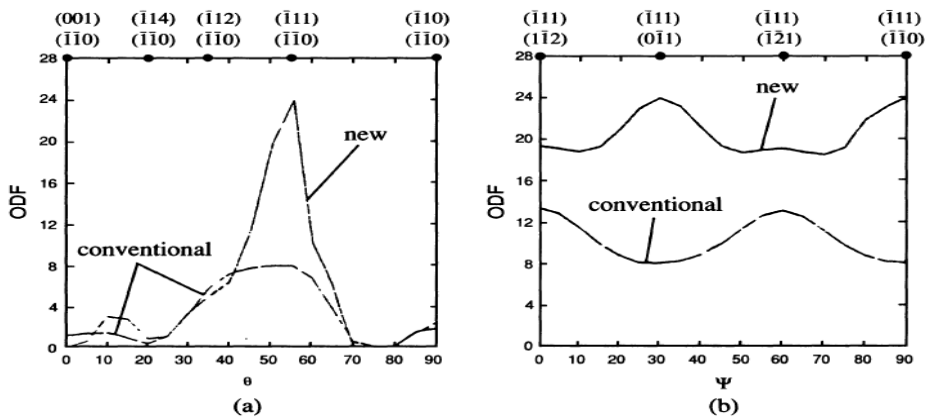 (001) (1̄14) (1̄12) (1̄11) (1̄10)
(1̄1̄0) (1̄1̄0) (1̄1̄0) (1̄1̄0) (1̄1̄0)
28
24
20
16
12
8
4
0
ODF
new
conventional
0 10 20 30 40 50 60 70 80 90
θ
(a)
(1̄11) (1̄11) (1̄11) (1̄11)
(11̄2) (01̄1) (1̄2̄1) (1̄1̄0)
28
24
20
16
12
8
4
0
ODF
new
conventional
0 10 20 30 40 50 60 70 80 90
Ψ
(b)